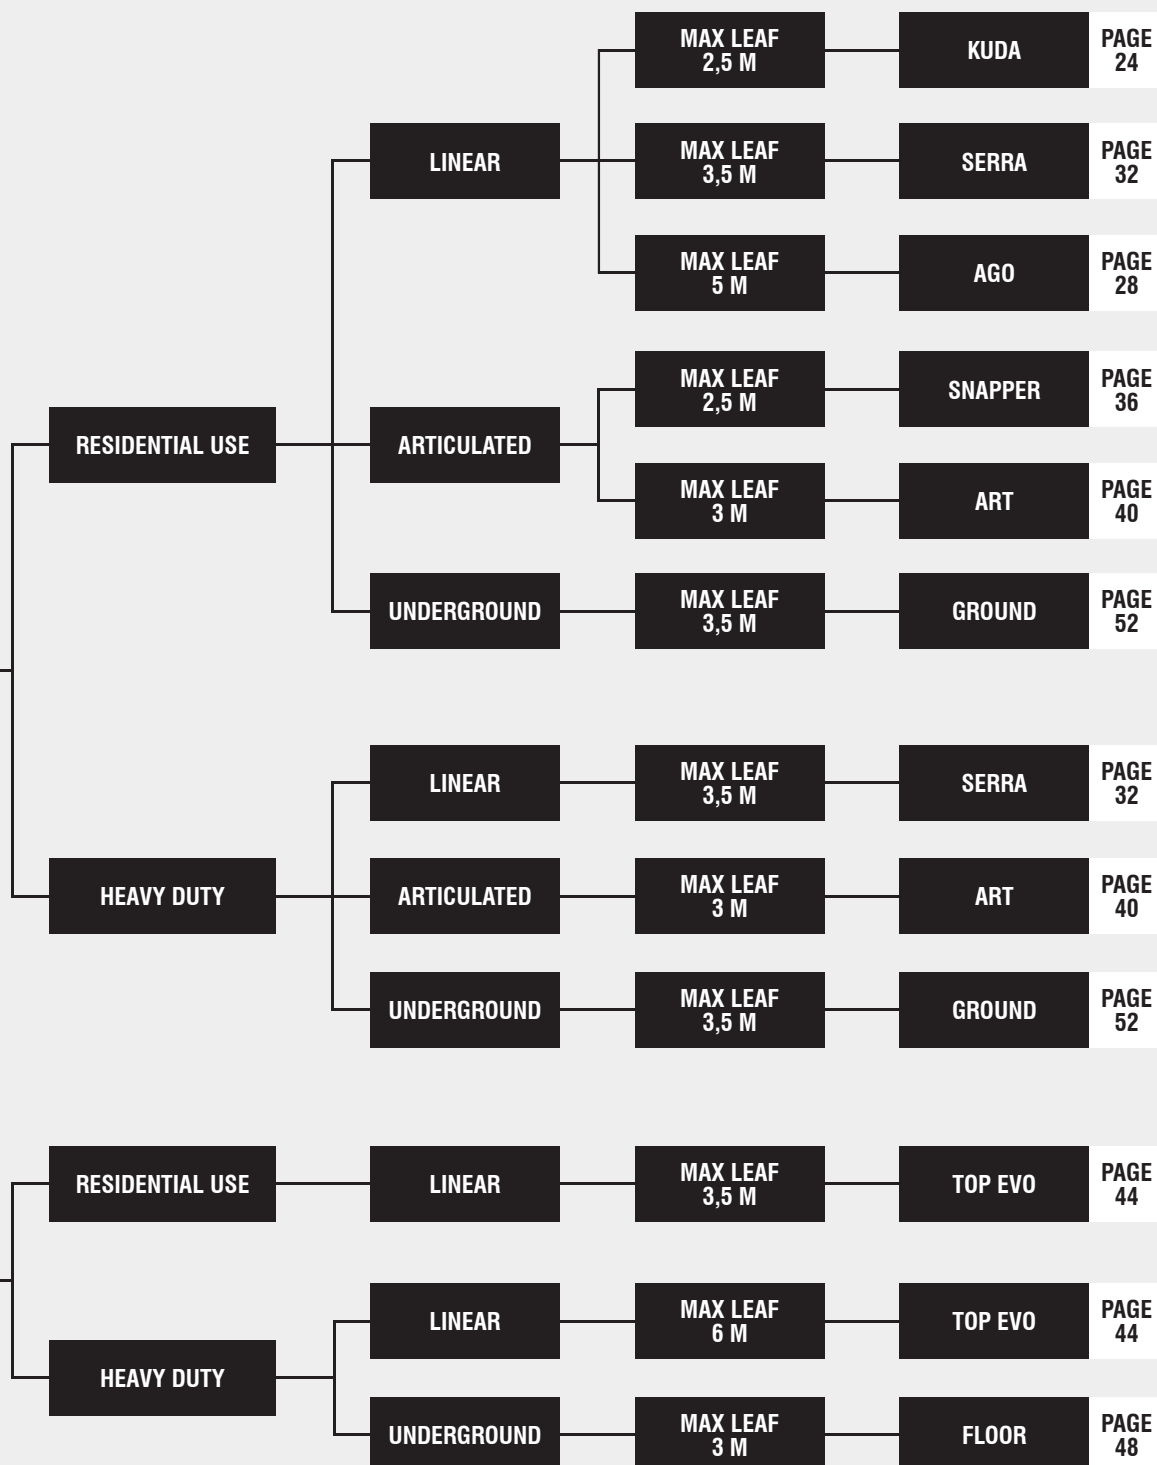 MAX LEAF
2,5 M
KUDA
PAGE
24
LINEAR
MAX LEAF
3,5 M
SERRA
PAGE
32
MAX LEAF
5 M
AGO
PAGE
28
MAX LEAF
2,5 M
SNAPPER
PAGE
36
RESIDENTIAL USE
ARTICULATED
MAX LEAF
3 M
ART
PAGE
40
UNDERGROUND
MAX LEAF
3,5 M
GROUND
PAGE
52
LINEAR
MAX LEAF
3,5 M
SERRA
PAGE
32
HEAVY DUTY
ARTICULATED
MAX LEAF
3 M
ART
PAGE
40
UNDERGROUND
MAX LEAF
3,5 M
GROUND
PAGE
52
RESIDENTIAL USE
LINEAR
MAX LEAF
3,5 M
TOP EVO
PAGE
44
LINEAR
MAX LEAF
6 M
TOP EVO
PAGE
44
HEAVY DUTY
UNDERGROUND
MAX LEAF
3 M
FLOOR
PAGE
48